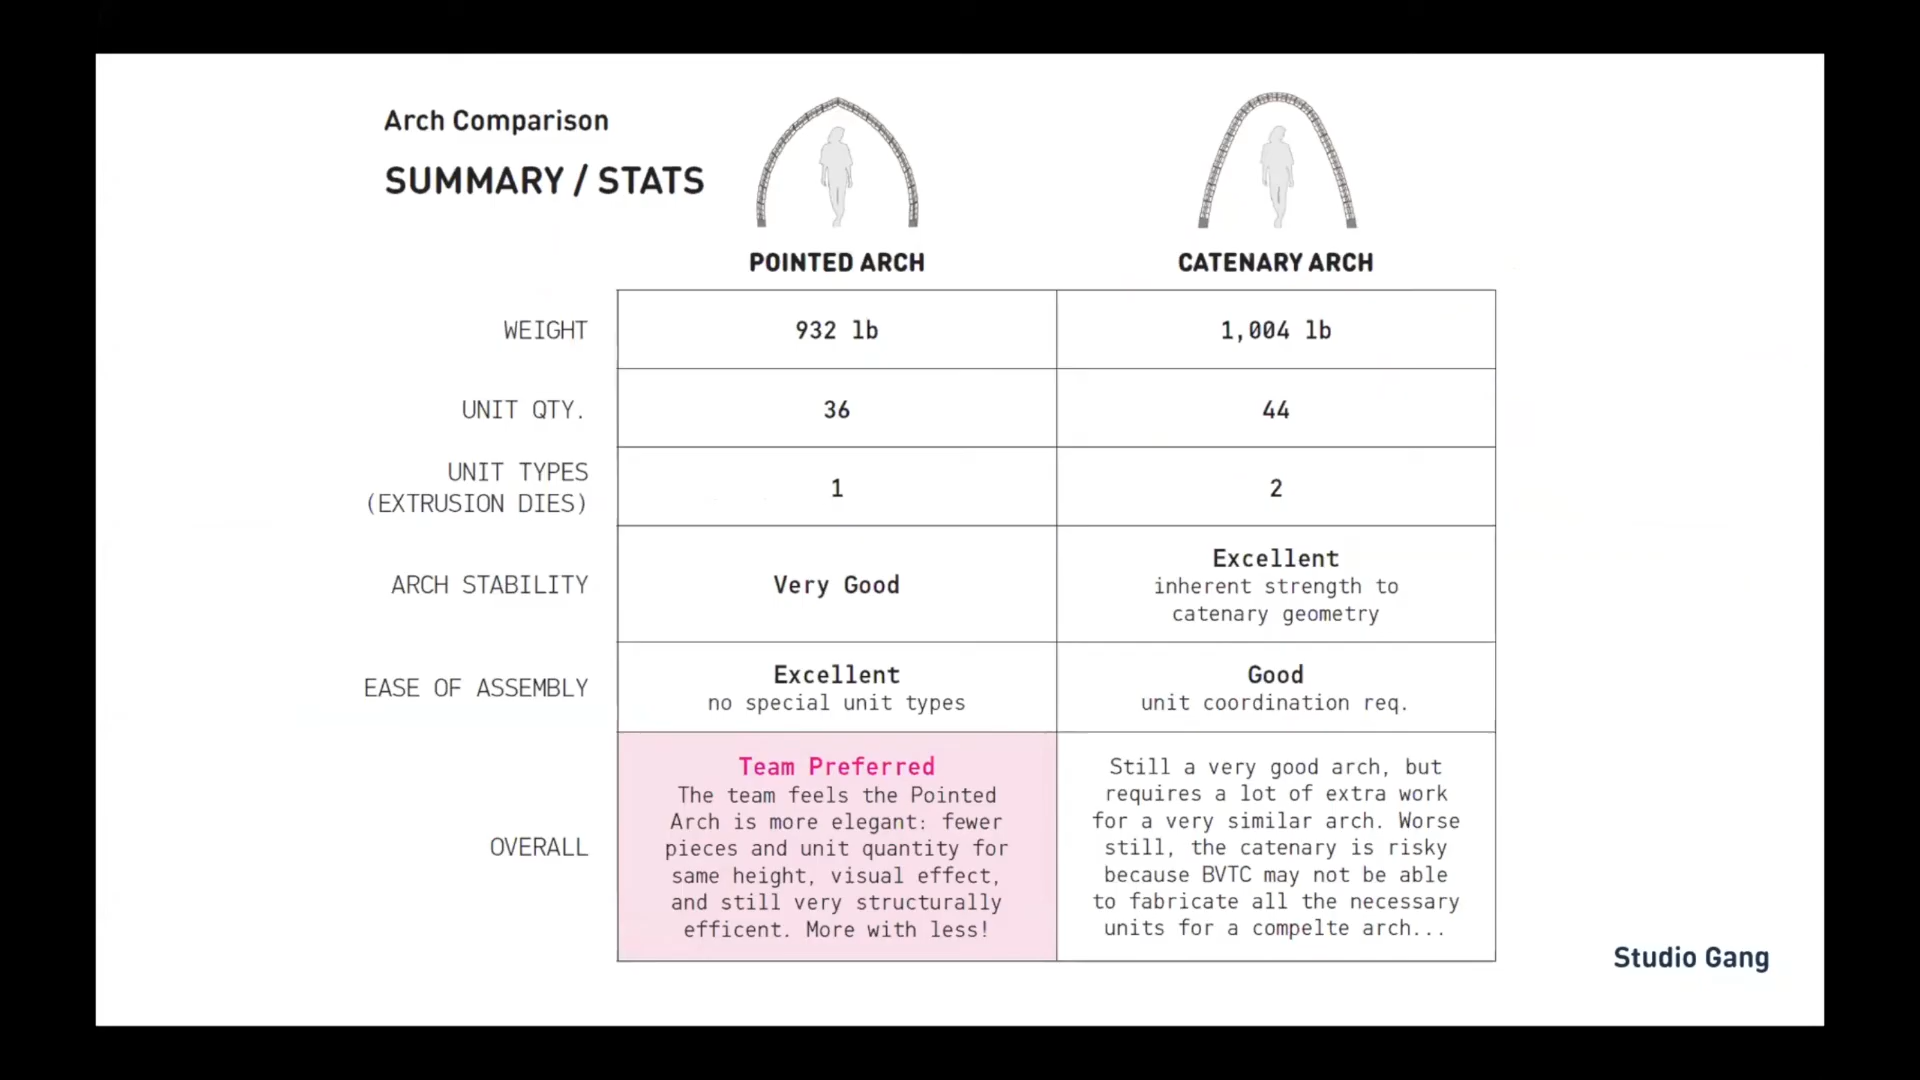 Arch Comparison
SUMMARY / STATS
POINTED ARCH
CATENARY ARCH
WEIGHT
932 lb
1,004 lb
UNIT QTY.
36
44
UNIT TYPES
(EXTRUSION DIES)
1
2
ARCH STABILITY
Very Good
Excellent
inherent strength to
catenary geometry
EASE OF ASSEMBLY
Excellent
no special unit types
Good
unit coordination req.
OVERALL
Team Preferred
The team feels the Pointed
Arch is more elegant: fewer
pieces and unit quantity for
same height, visual effect,
and still very structurally
efficent. More with less!
Still a very good arch, but
requires a lot of extra work
for a very similar arch. Worse
still, the catenary is risky
because BVTC may not be able
to fabricate all the necessary
units for a compelte arch...
Studio Gang